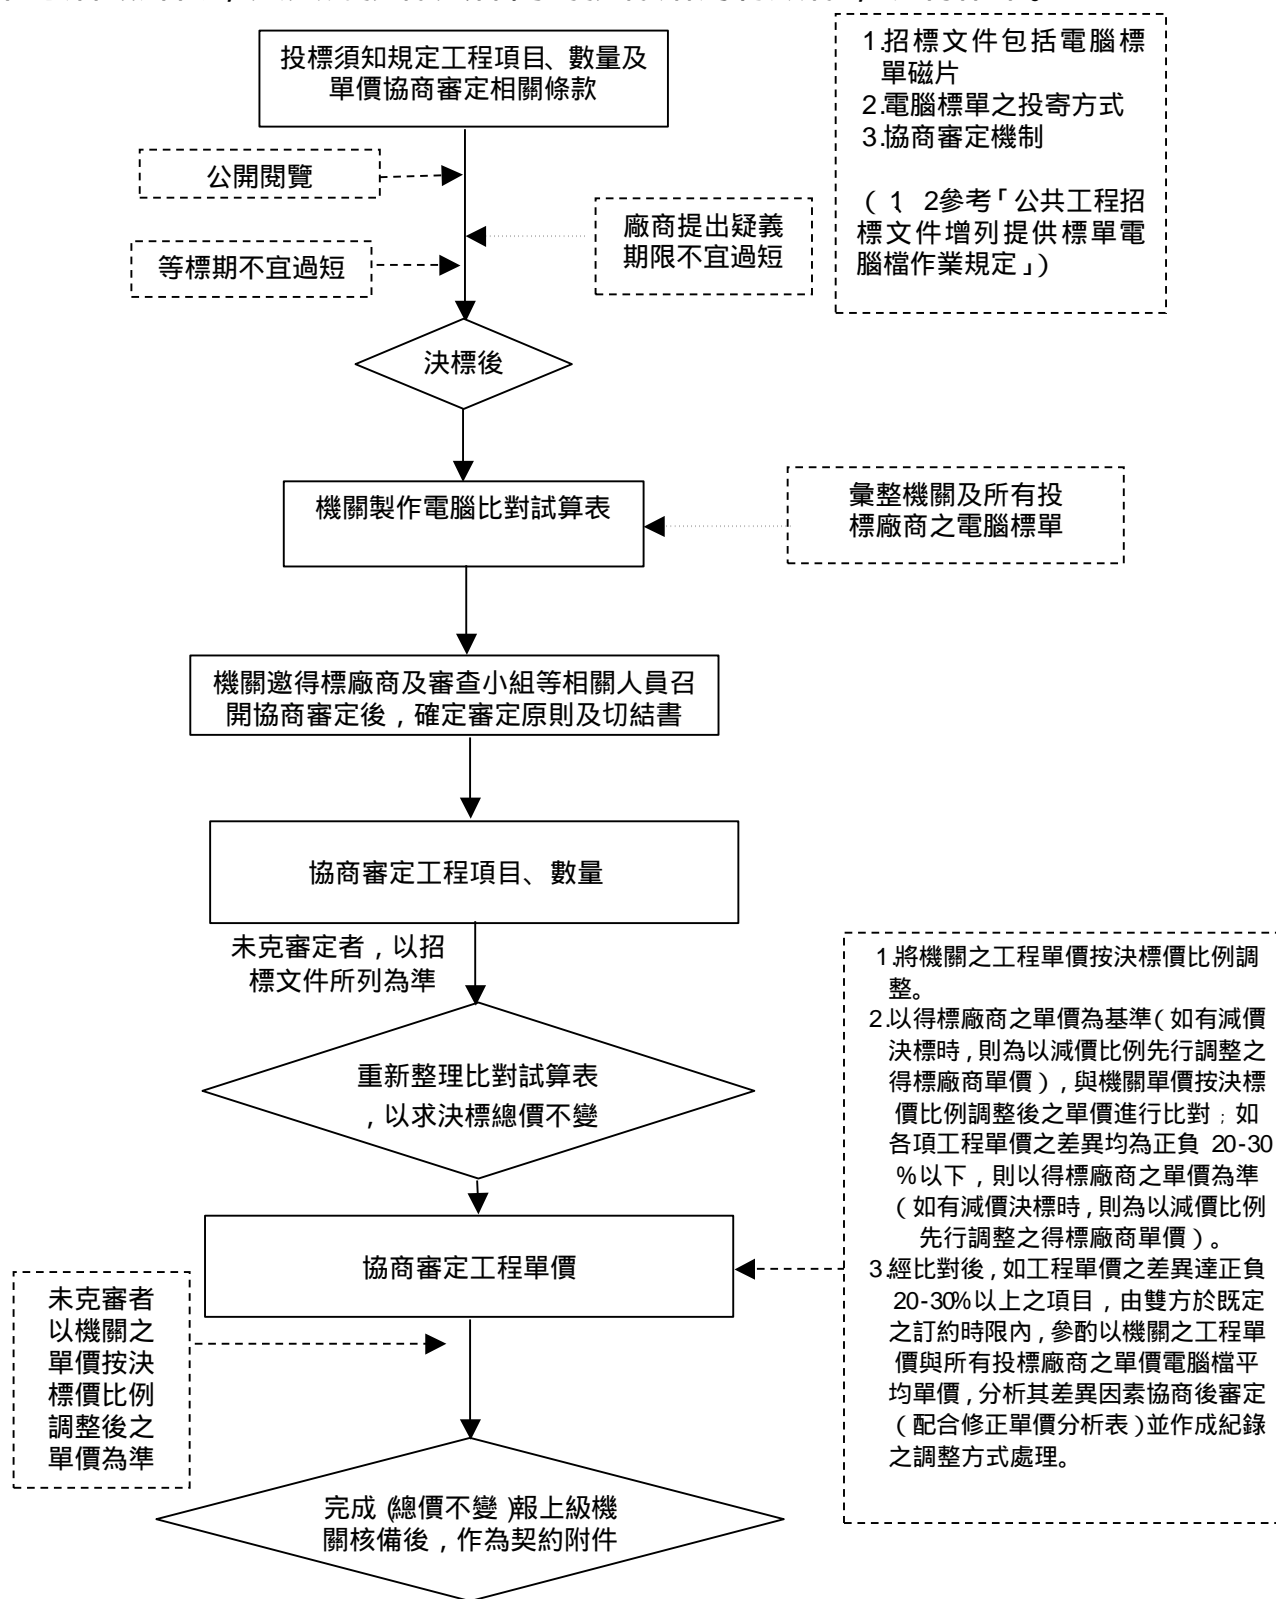 投標須知規定工程項目、數量及
單價協商審定相關條款
1.招標文件包括電腦標
單磁片
2.電腦標單之投寄方式
3.協商審定機制
（1、2參考「公共工程招
標文件增列提供標單電
腦檔作業規定」）
公開閱覽
廠商提出疑義
期限不宜過短
等標期不宜過短
決標後
機關製作電腦比對試算表
彙整機關及所有投
標廠商之電腦標單
機關邀得標廠商及審查小組等相關人員召
開協商審定後，確定審定原則及切結書
協商審定工程項目、數量
未克審定者，以招
標文件所列為準
重新整理比對試算表
，以求決標總價不變
協商審定工程單價
1.將機關之工程單價按決標價比例調
整。
2.以得標廠商之單價為基準（如有減價
決標時，則為以減價比例先行調整之
得標廠商單價），與機關單價按決標
價比例調整後之單價進行比對；如
各項工程單價之差異均為正負 20-30
%以下，則以得標廠商之單價為準
（如有減價決標時，則為以減價比例
先行調整之得標廠商單價）。
3.經比對後，如工程單價之差異達正負
20-30%以上之項目，由雙方於既定
之訂約時限內，參酌以機關之工程單
價與所有投標廠商之單價電腦檔平
均單價，分析其差異因素協商後審定
（配合修正單價分析表）並作成紀錄
之調整方式處理。
未克審者
以機關之
單價按決
標價比例
調整後之
單價為準
完成（總價不變）報上級機
關核備後，作為契約附件